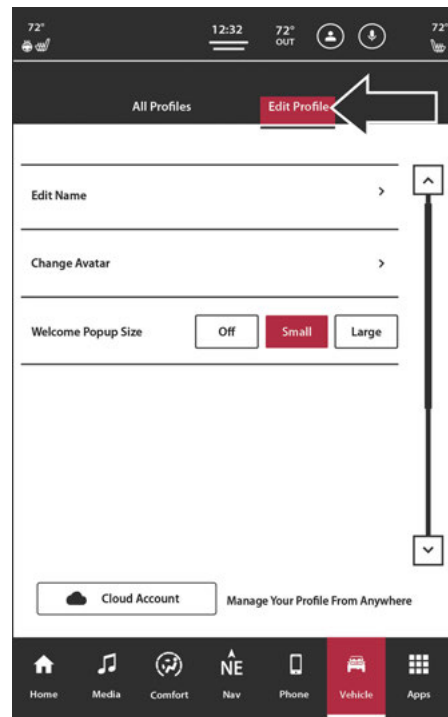 72°
12:32
72°
OUT
72°
All Profiles
Edit Profile
Edit Name
Change Avatar
Welcome Popup Size
Off
Small
Large
Cloud Account
Manage Your Profile From Anywhere
NE
Home
Media
Comfort
Nav
Phone
Vehicle
Apps